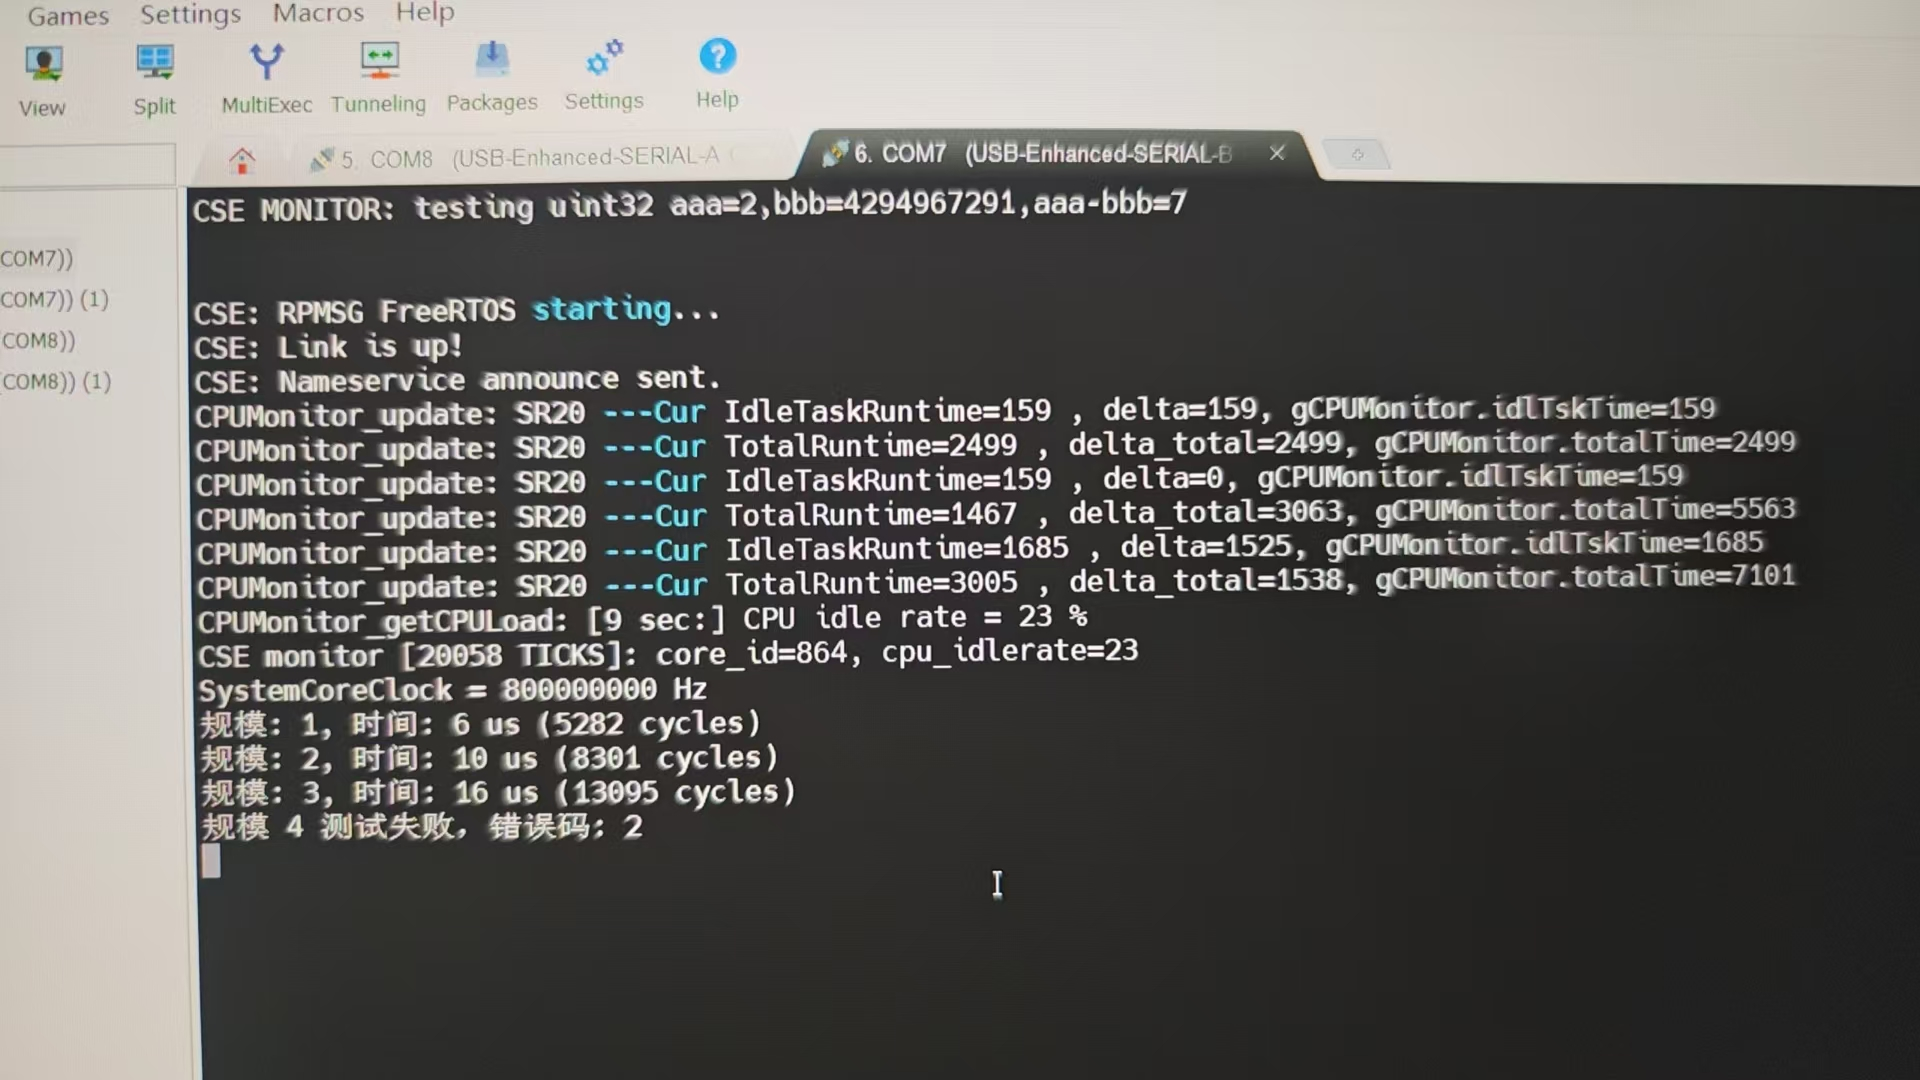 Games Settings Macros Help
View Split MultiExec Tunneling Packages Settings Help
5. COM8 (USB-Enhanced-SERIAL-A
6. COM7 (USB-Enhanced-SERIAL-B
COM7))
COM7)) (1)
COM8))
COM8)) (1)
CSE MONITOR: testing uint32 aaa=2,bbb=4294967291,aaa-bbb=7
CSE: RPMSG FreeRTOS starting...
CSE: Link is up!
CSE: Nameservice announce sent.
CPUMonitor_update: SR20 ---Cur IdleTaskRuntime=159 , delta=159, gCPUMonitor.idlTskTime=159
CPUMonitor_update: SR20 ---Cur TotalRuntime=2499 , delta_total=2499, gCPUMonitor.totalTime=2499
CPUMonitor_update: SR20 ---Cur IdleTaskRuntime=159 , delta=0, gCPUMonitor.idlTskTime=159
CPUMonitor_update: SR20 ---Cur TotalRuntime=1467 , delta_total=3063, gCPUMonitor.totalTime=5563
CPUMonitor_update: SR20 ---Cur IdleTaskRuntime=1685 , delta=1525, gCPUMonitor.idlTskTime=1685
CPUMonitor_update: SR20 ---Cur TotalRuntime=3005 , delta_total=1538, gCPUMonitor.totalTime=7101
CPUMonitor_getCPULoad: [9 sec:] CPU idle rate = 23 %
CSE monitor [20058 TICKS]: core_id=864, cpu_idlerate=23
SystemCoreClock = 800000000 Hz
规模: 1, 时间: 6 us (5282 cycles)
规模: 2, 时间: 10 us (8301 cycles)
规模: 3, 时间: 16 us (13095 cycles)
规模 4 测试失败，错误码: 2